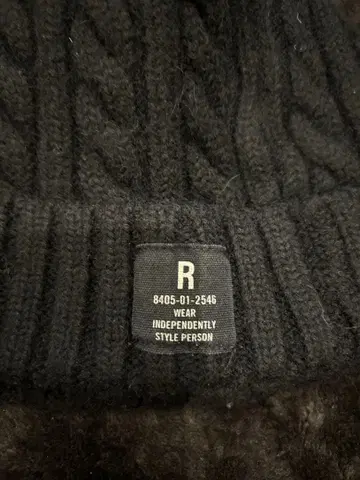 R
8405-01-2546
WEAR
INDEPENDENTLY
STYLE PERSON